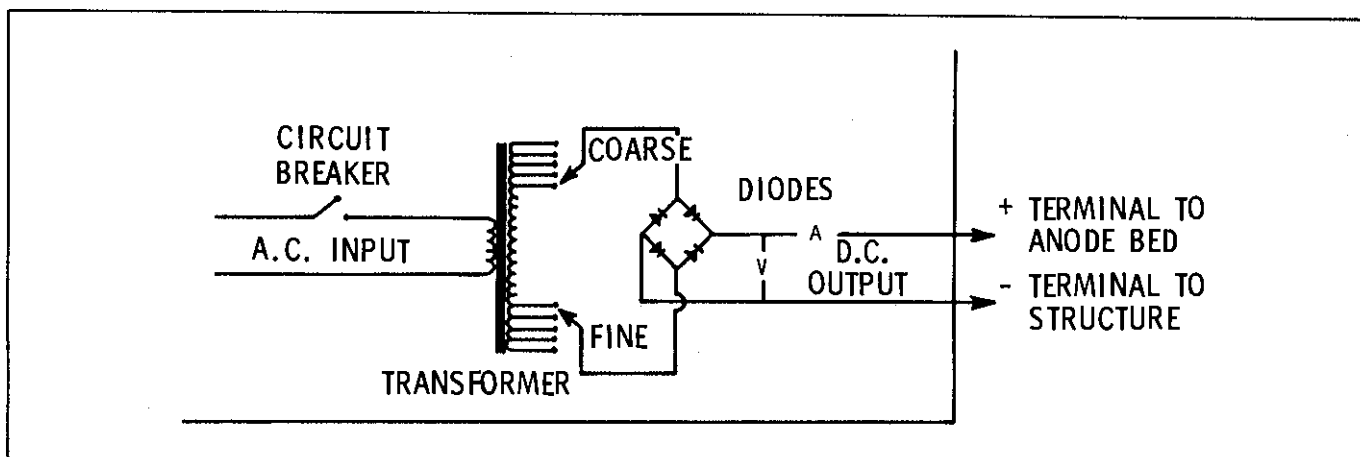 CIRCUIT
BREAKER
A.C. INPUT
TRANSFORMER
COARSE
FINE
DIODES
A
V
D.C.
OUTPUT
+ TERMINAL TO
ANODE BED
- TERMINAL TO
STRUCTURE